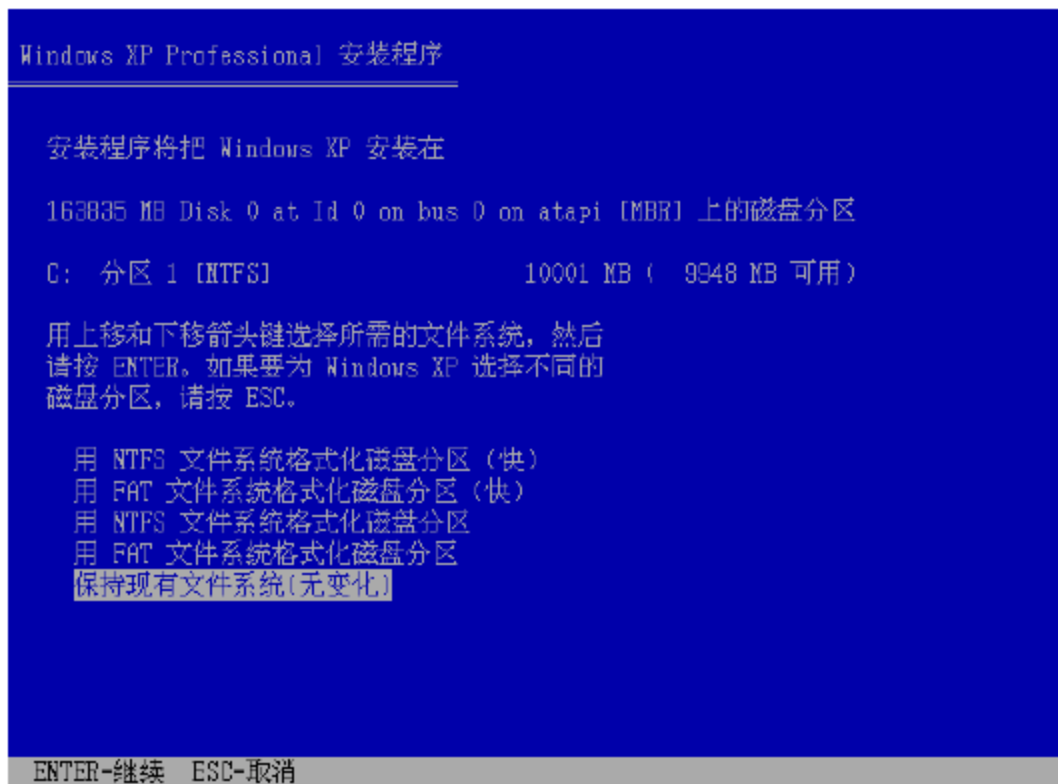 Windows XP Professional 安装程序
安装程序将把 Windows XP 安装在
163835 MB Disk 0 at Id 0 on bus 0 on atapi [MBR] 上的磁盘分区
C: 分区 1 [NTFS] 10001 MB ( 9948 MB 可用)
用上移和下移箭头键选择所需的文件系统，然后
请按 ENTER。如果要为 Windows XP 选择不同的
磁盘分区，请按 ESC。
用 NTFS 文件系统格式化磁盘分区（快）
用 FAT 文件系统格式化磁盘分区（快）
用 NTFS 文件系统格式化磁盘分区
用 FAT 文件系统格式化磁盘分区
保持现有文件系统(无变化)
ENTER-继续 ESC-取消